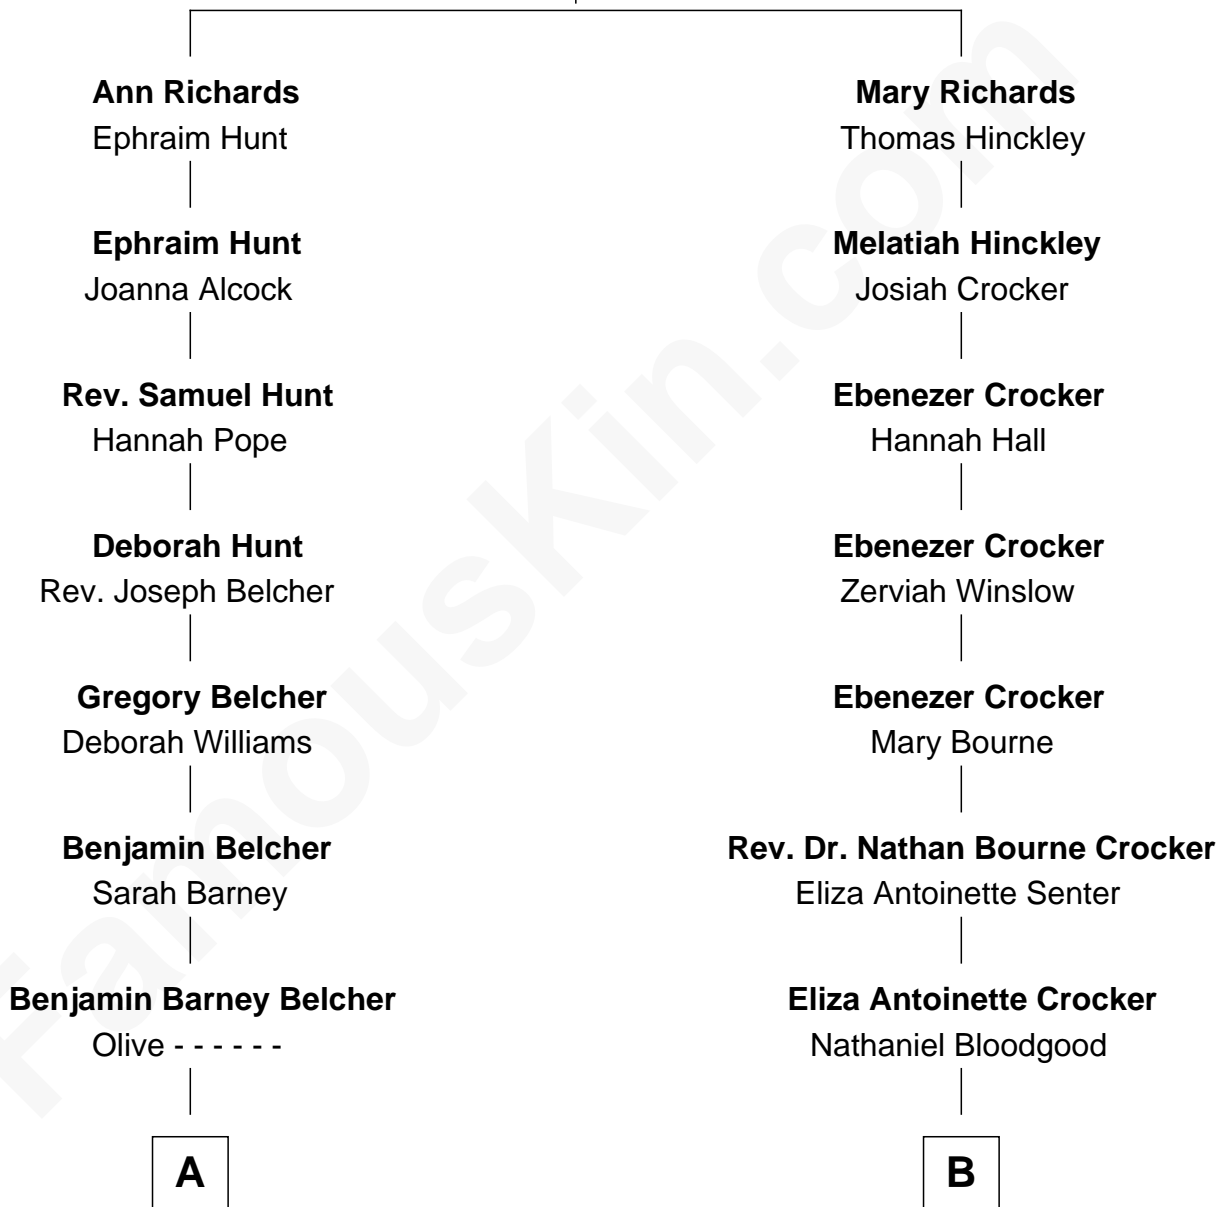 Ann Richards
Ephraim Hunt
Ephraim Hunt
Joanna Alcock
Rev. Samuel Hunt
Hannah Pope
Deborah Hunt
Rev. Joseph Belcher
Gregory Belcher
Deborah Williams
Benjamin Belcher
Sarah Barney
Benjamin Barney Belcher
Olive - - - - - -
A
Mary Richards
Thomas Hinckley
Melatiah Hinckley
Josiah Crocker
Ebenezer Crocker
Hannah Hall
Ebenezer Crocker
Zerviah Winslow
Ebenezer Crocker
Mary Bourne
Rev. Dr. Nathan Bourne Crocker
Eliza Antoinette Senter
Eliza Antoinette Crocker
Nathaniel Bloodgood
B
FamousKin.com